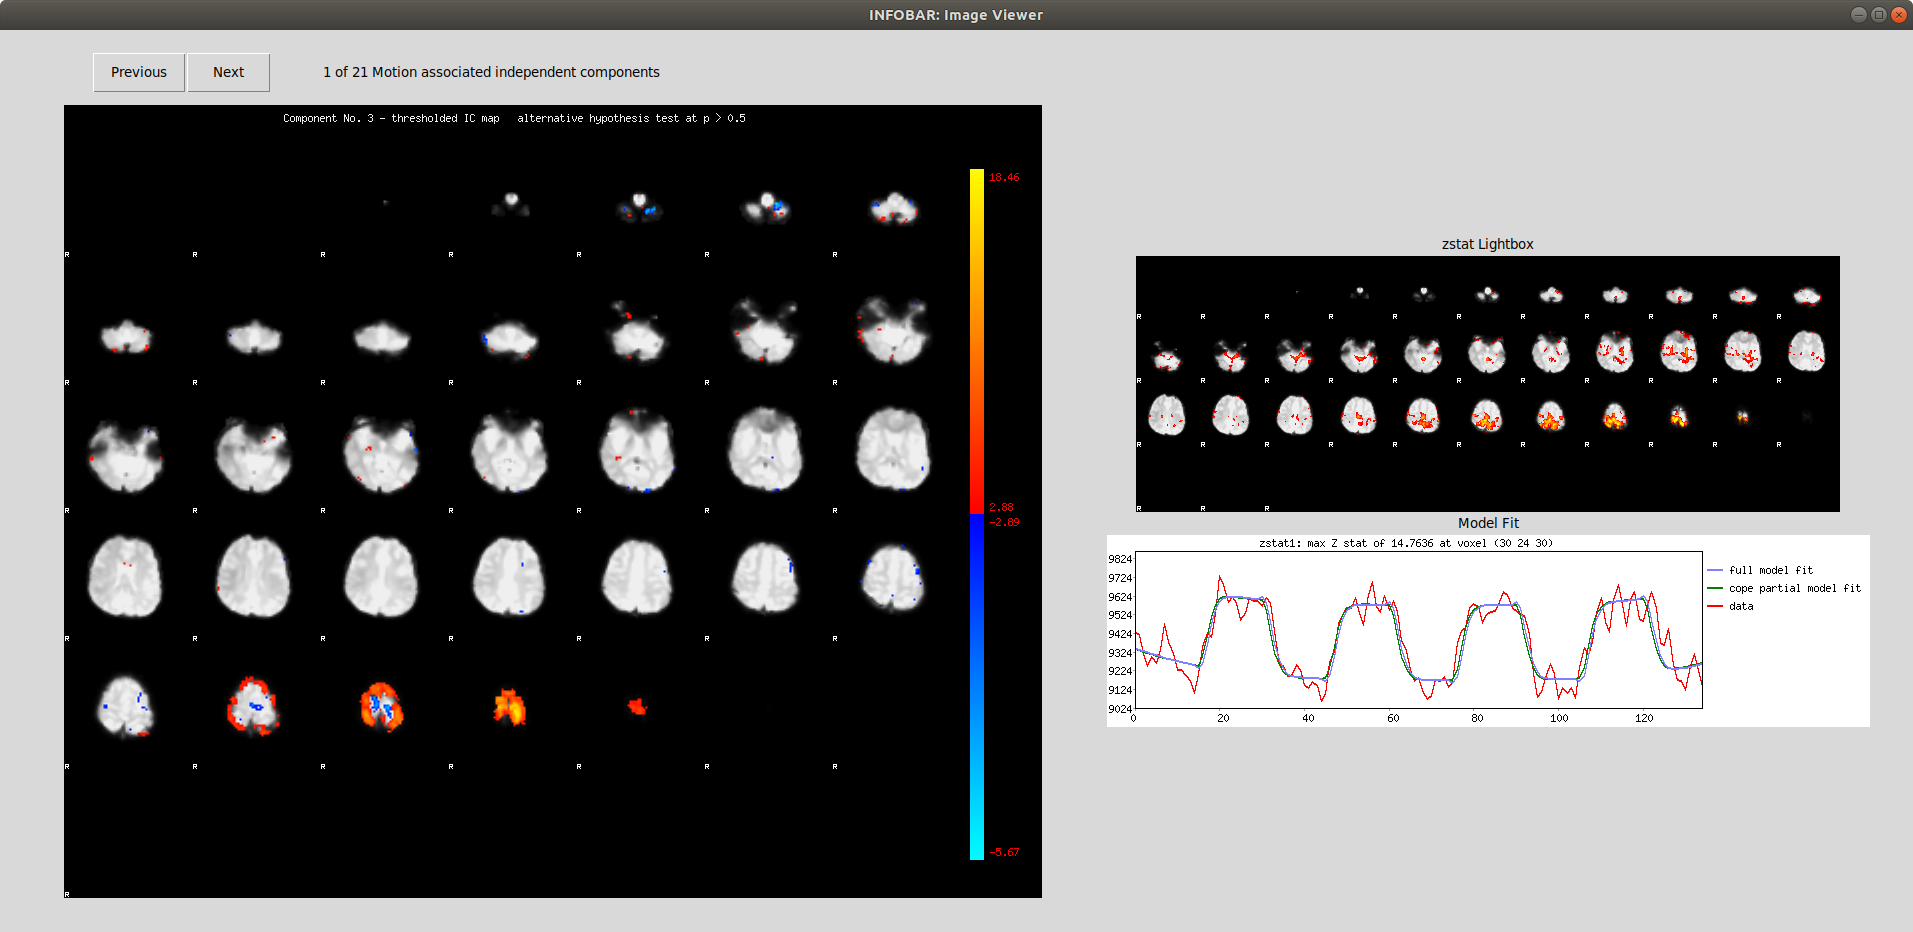 INFOBAR: Image Viewer
Previous Next 1 of 21 Motion associated independent components
Component No. 3 - thresholded IC map alternative hypothesis test at p > 0.5
18.46
R R R R R R R
R R R R R R R
R R R R R R R
2.88
-2.89
R R R R R R R
R R R R R R R
-5.67
R
zstat Lightbox
R R R R R R R R R R R
R R R R R R R R R R R
R R R R R R R R R R R
R R R
Model Fit
zstat1: max Z stat of 14.7636 at voxel (30 24 30)
9824
9724
9624
9524
9424
9324
9224
9124
9024
0 20 40 60 80 100 120
full model fit
cope partial model fit
data